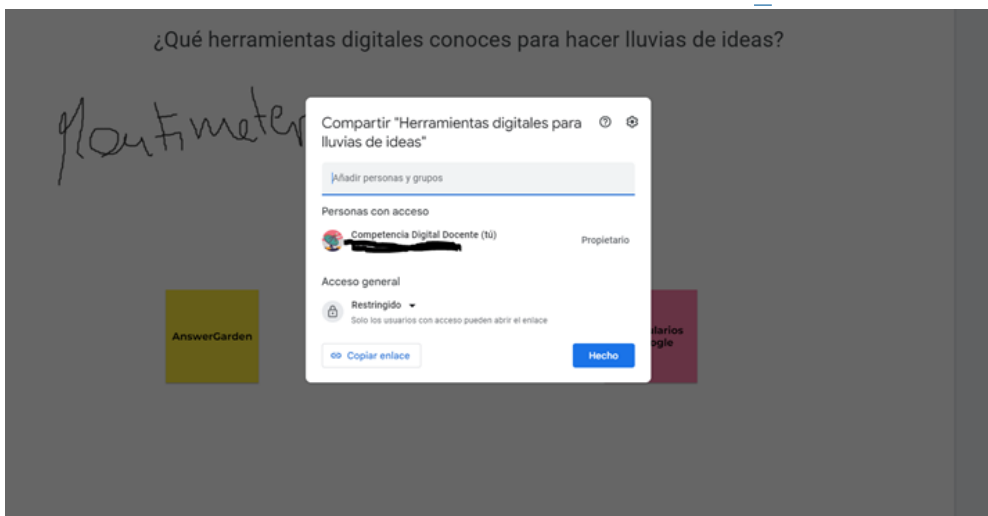 ¿Qué herramientas digitales conoces para hacer lluvias de ideas?
Compartir "Herramientas digitales para
lluvias de ideas"
Añadir personas y grupos
Personas con acceso
Competencia Digital Docente (tú)
Propietario
Acceso general
Restringido
Solo los usuarios con acceso pueden abrir el enlace
Copiar enlace
Hecho
AnswerGarden
larios
ogle